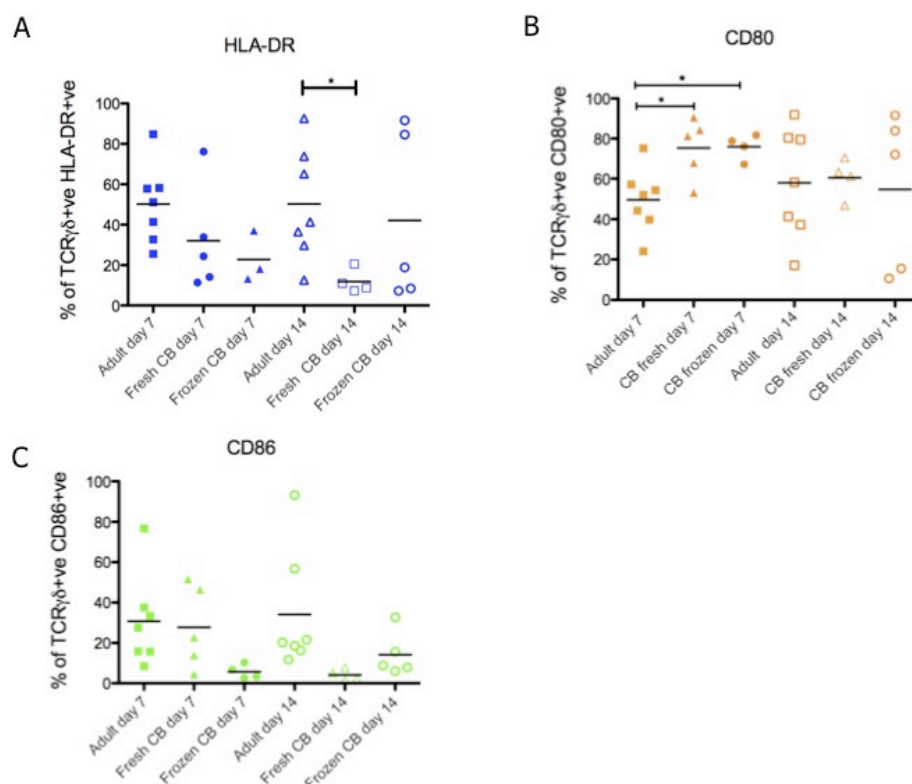 A
HLA-DR
*
% of TCRγδ+ve HLA-DR+ve
100
80
60
40
20
0
Adult day 7
Fresh CB day 7
Frozen CB day 7
Adult day 14
Fresh CB day 14
Frozen CB day 14
B
CD80
*
*
% of TCRγδ+ve CD80+ve
100
80
60
40
20
0
Adult day 7
CB fresh day 7
CB frozen day 7
Adult day 14
CB fresh day 14
CB frozen day 14
C
CD86
% of TCRγδ+ve CD86+ve
100
80
60
40
20
0
Adult day 7
Fresh CB day 7
Frozen CB day 7
Adult day 14
Fresh CB day 14
Frozen CB day 14